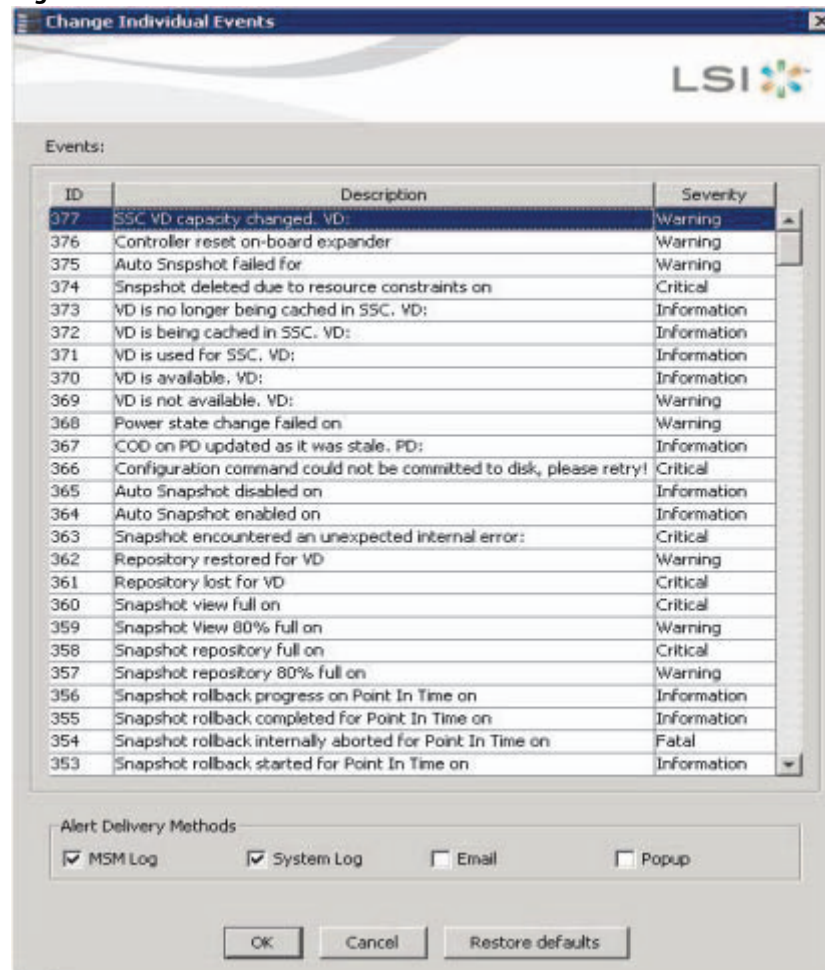 Change Individual Events
LSI
Events:
ID Description Severity
377 SSC VD capacity changed. VD: Warning
376 Controller reset on-board expander Warning
375 Auto Snspshot failed for Warning
374 Snspshot deleted due to resource constraints on Critical
373 VD is no longer being cached in SSC. VD: Information
372 VD is being cached in SSC. VD: Information
371 VD is used for SSC. VD: Information
370 VD is available. VD: Information
369 VD is not available. VD: Warning
368 Power state change failed on Warning
367 COD on PD updated as it was stale. PD: Information
366 Configuration command could not be committed to disk, please retry! Critical
365 Auto Snapshot disabled on Information
364 Auto Snapshot enabled on Information
363 Snapshot encountered an unexpected internal error: Critical
362 Repository restored for VD Warning
361 Repository lost for VD Critical
360 Snapshot view full on Critical
359 Snapshot View 80% full on Warning
358 Snapshot repository full on Critical
357 Snapshot repository 80% full on Warning
356 Snapshot rollback progress on Point In Time on Information
355 Snapshot rollback completed for Point In Time on Information
354 Snapshot rollback internally aborted for Point In Time on Fatal
353 Snapshot rollback started for Point In Time on Information
Alert Delivery Methods
MSM Log System Log Email Popup
OK Cancel Restore defaults